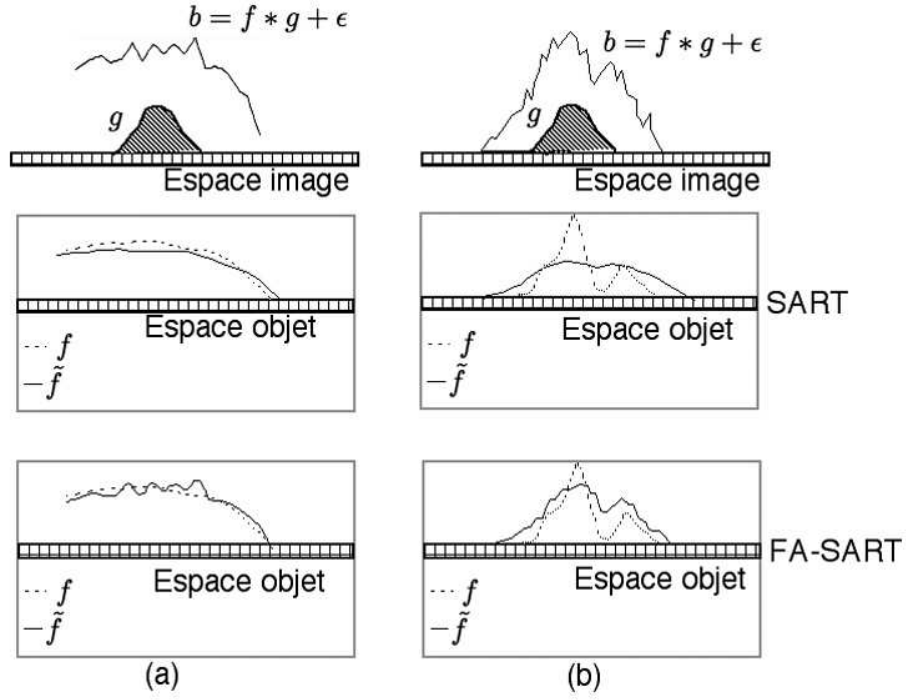 b = f * g + ϵ
g
Espace image
b = f * g + ϵ
g
Espace image
Espace objet
--- f
— f̃
Espace objet
--- f
— f̃
SART
Espace objet
--- f
— f̃
Espace objet
--- f
— f̃
FA-SART
(a)
(b)